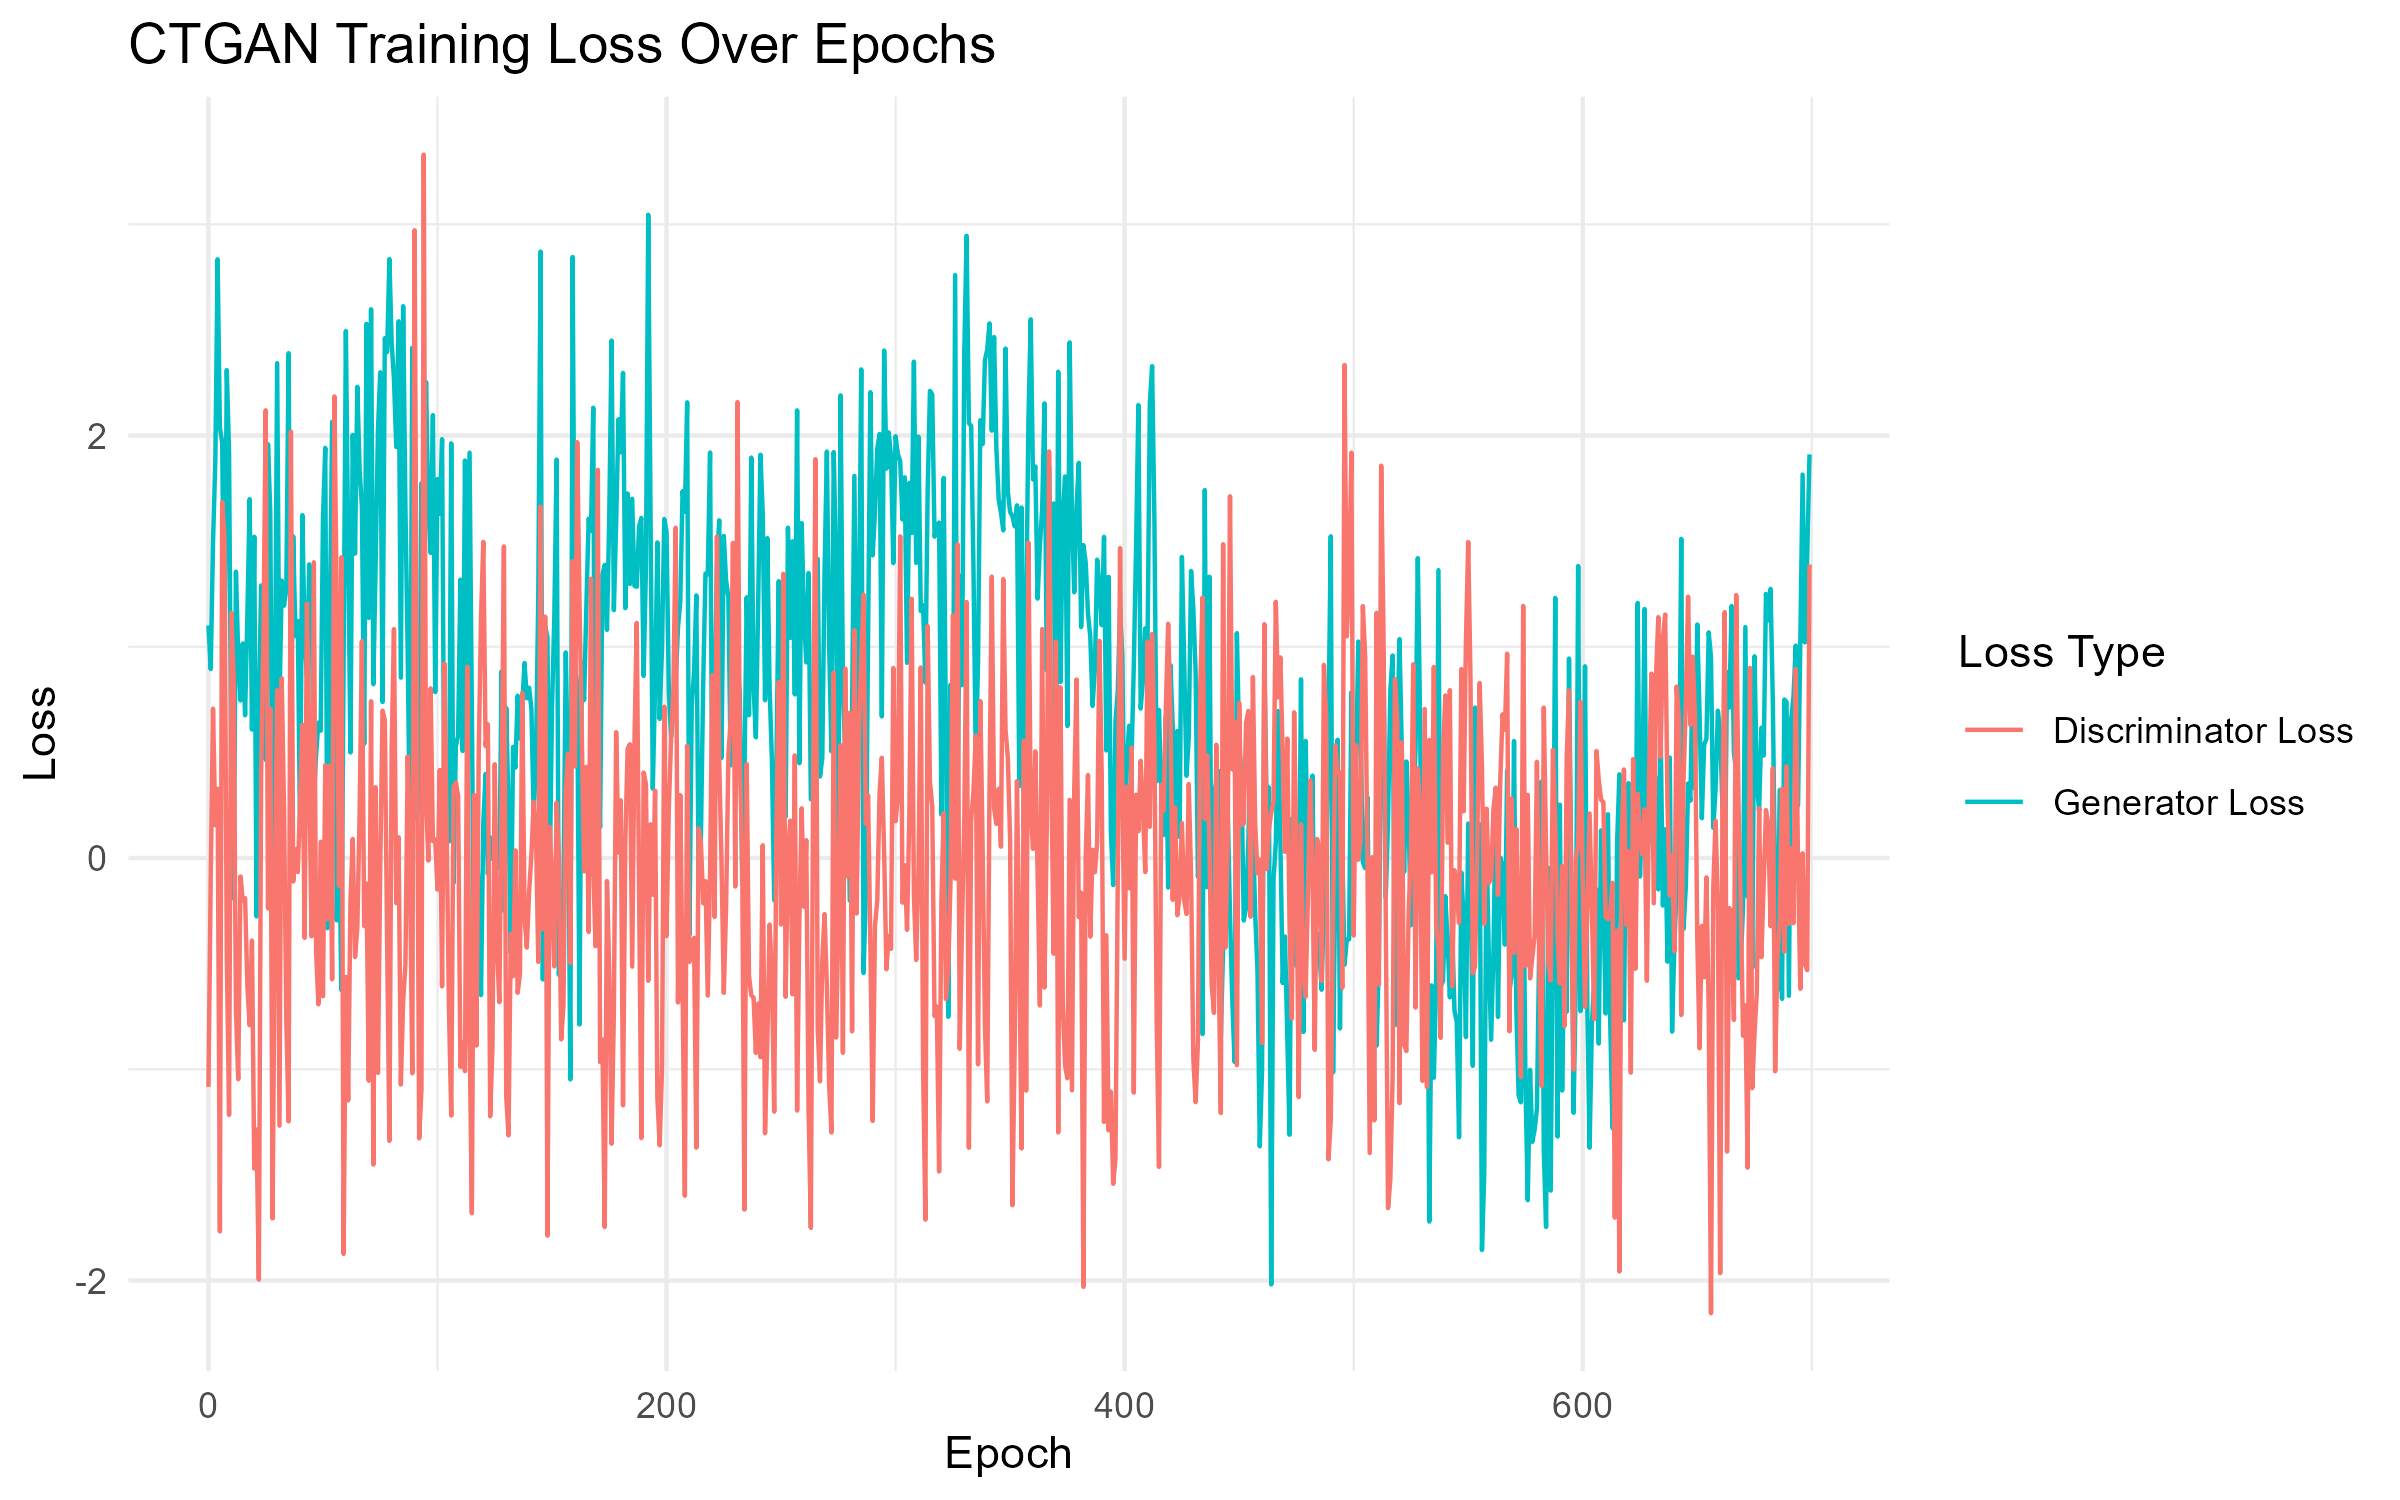 CTGAN Training Loss Over Epochs
Loss
2
0
-2
0
200
400
600
Epoch
Loss Type
Discriminator Loss
Generator Loss